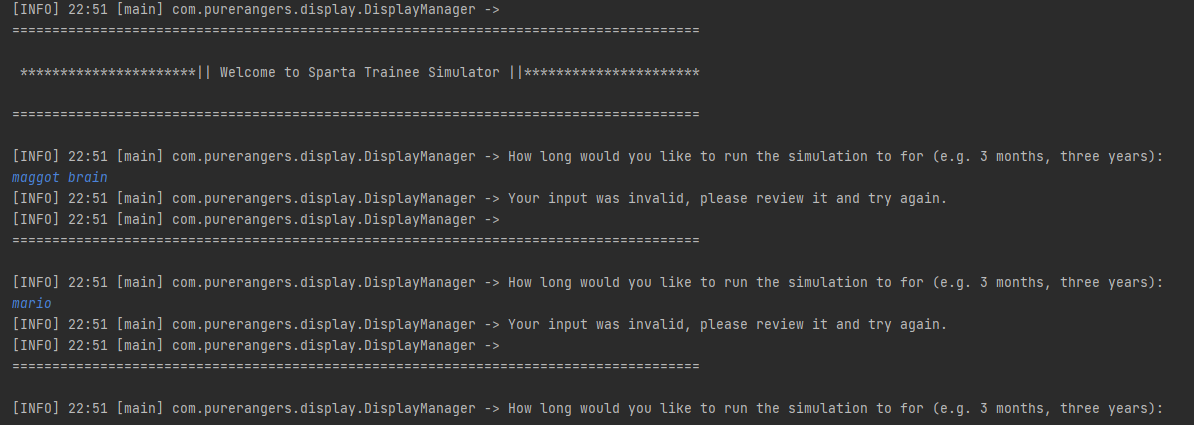 [INFO] 22:51 [main] com.purerangers.display.DisplayManager ->
======================================================================================
**********************|| Welcome to Sparta Trainee Simulator ||**********************
======================================================================================
[INFO] 22:51 [main] com.purerangers.display.DisplayManager -> How long would you like to run the simulation to for (e.g. 3 months, three years):
maggot brain
[INFO] 22:51 [main] com.purerangers.display.DisplayManager -> Your input was invalid, please review it and try again.
[INFO] 22:51 [main] com.purerangers.display.DisplayManager ->
======================================================================================
[INFO] 22:51 [main] com.purerangers.display.DisplayManager -> How long would you like to run the simulation to for (e.g. 3 months, three years):
mario
[INFO] 22:51 [main] com.purerangers.display.DisplayManager -> Your input was invalid, please review it and try again.
[INFO] 22:51 [main] com.purerangers.display.DisplayManager ->
======================================================================================
[INFO] 22:51 [main] com.purerangers.display.DisplayManager -> How long would you like to run the simulation to for (e.g. 3 months, three years):